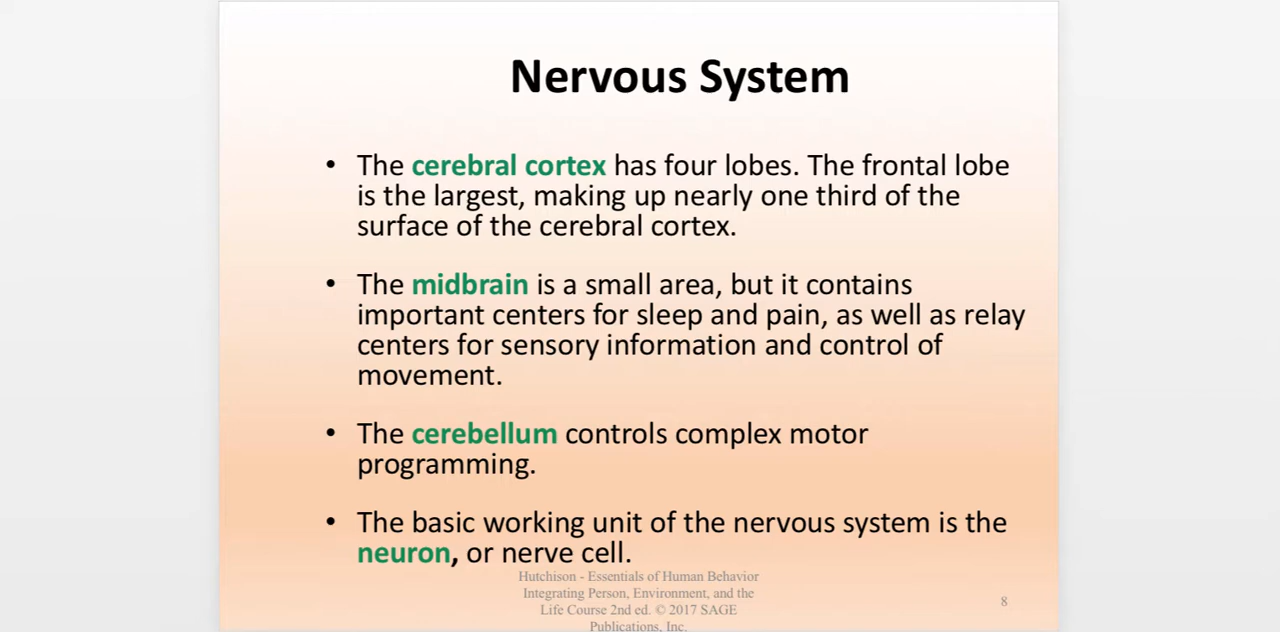 Nervous System
• The cerebral cortex has four lobes. The frontal lobe
is the largest, making up nearly one third of the
surface of the cerebral cortex.
• The midbrain is a small area, but it contains
important centers for sleep and pain, as well as relay
centers for sensory information and control of
movement.
• The cerebellum controls complex motor
programming.
• The basic working unit of the nervous system is the
neuron, or nerve cell.
Hutchison - Essentials of Human Behavior
Integrating Person, Environment, and the
Life Course 2nd ed. © 2017 SAGE
Publications, Inc.
8